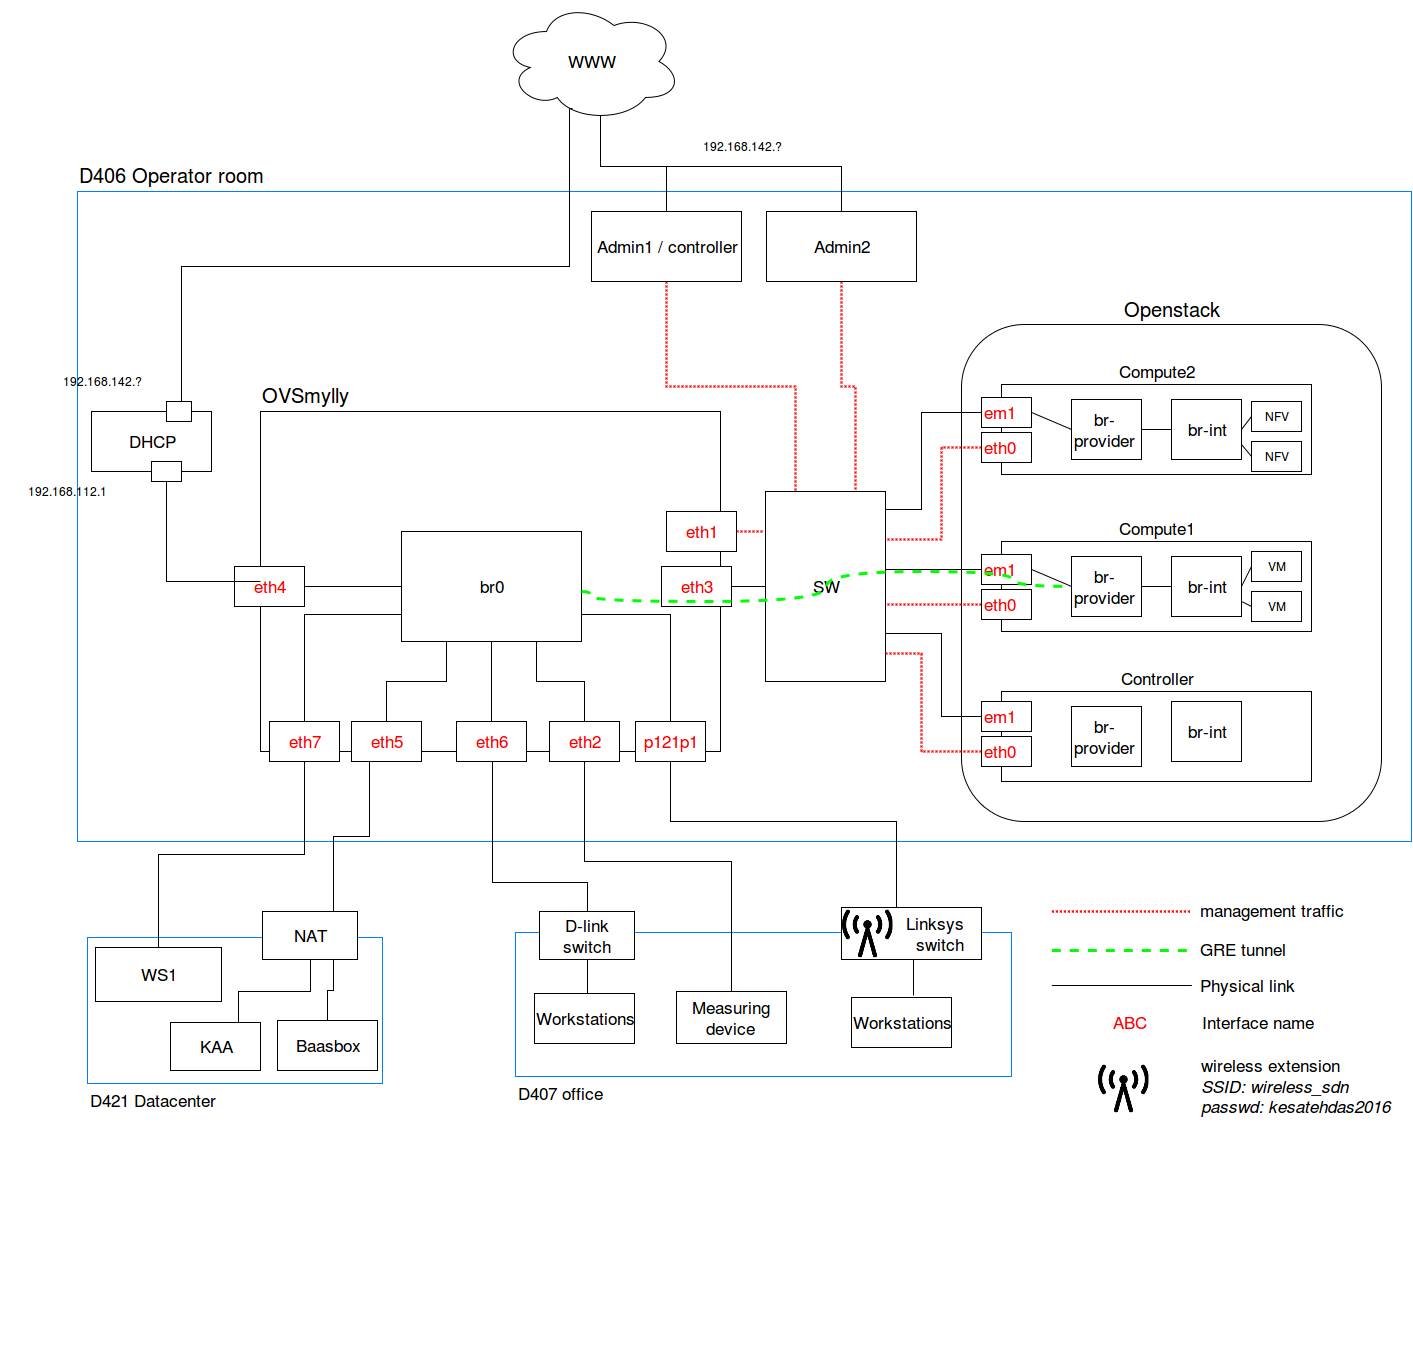 WWW
192.168.142.?
D406 Operator room
Admin1 / controller
Admin2
Openstack
192.168.142.?
DHCP
192.168.112.1
OVSmylly
Compute2
em1
eth0
br-
provider
br-int
NFV
NFV
eth1
eth4
br0
eth3
SW
Compute1
em1
eth0
br-
provider
br-int
VM
VM
Controller
em1
eth0
br-
provider
br-int
eth7
eth5
eth6
eth2
p121p1
NAT
WS1
KAA
Baasbox
D421 Datacenter
D-link
switch
Workstations
Measuring
device
Linksys
switch
Workstations
D407 office
management traffic
GRE tunnel
Physical link
ABC
Interface name
wireless extension
SSID: wireless_sdn
passwd: kesatehdas2016